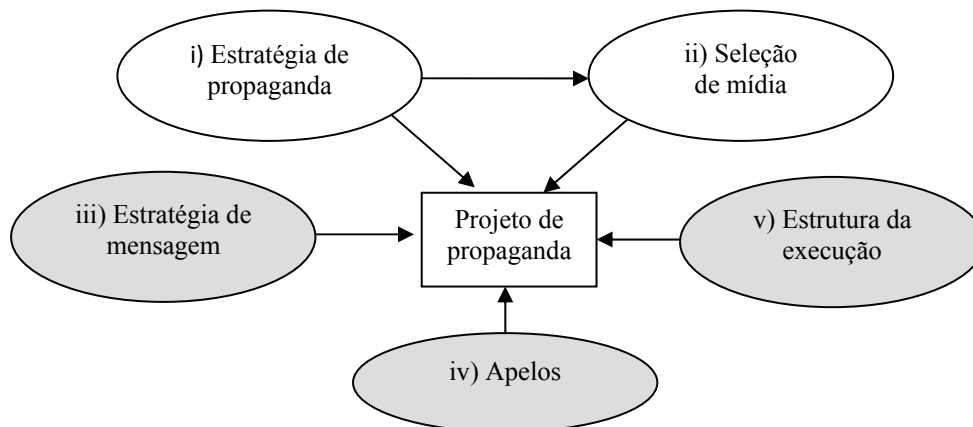 i) Estratégia de
propaganda
ii) Seleção
de mídia
iii) Estratégia de
mensagem
Projeto de
propaganda
v) Estrutura da
execução
iv) Apelos